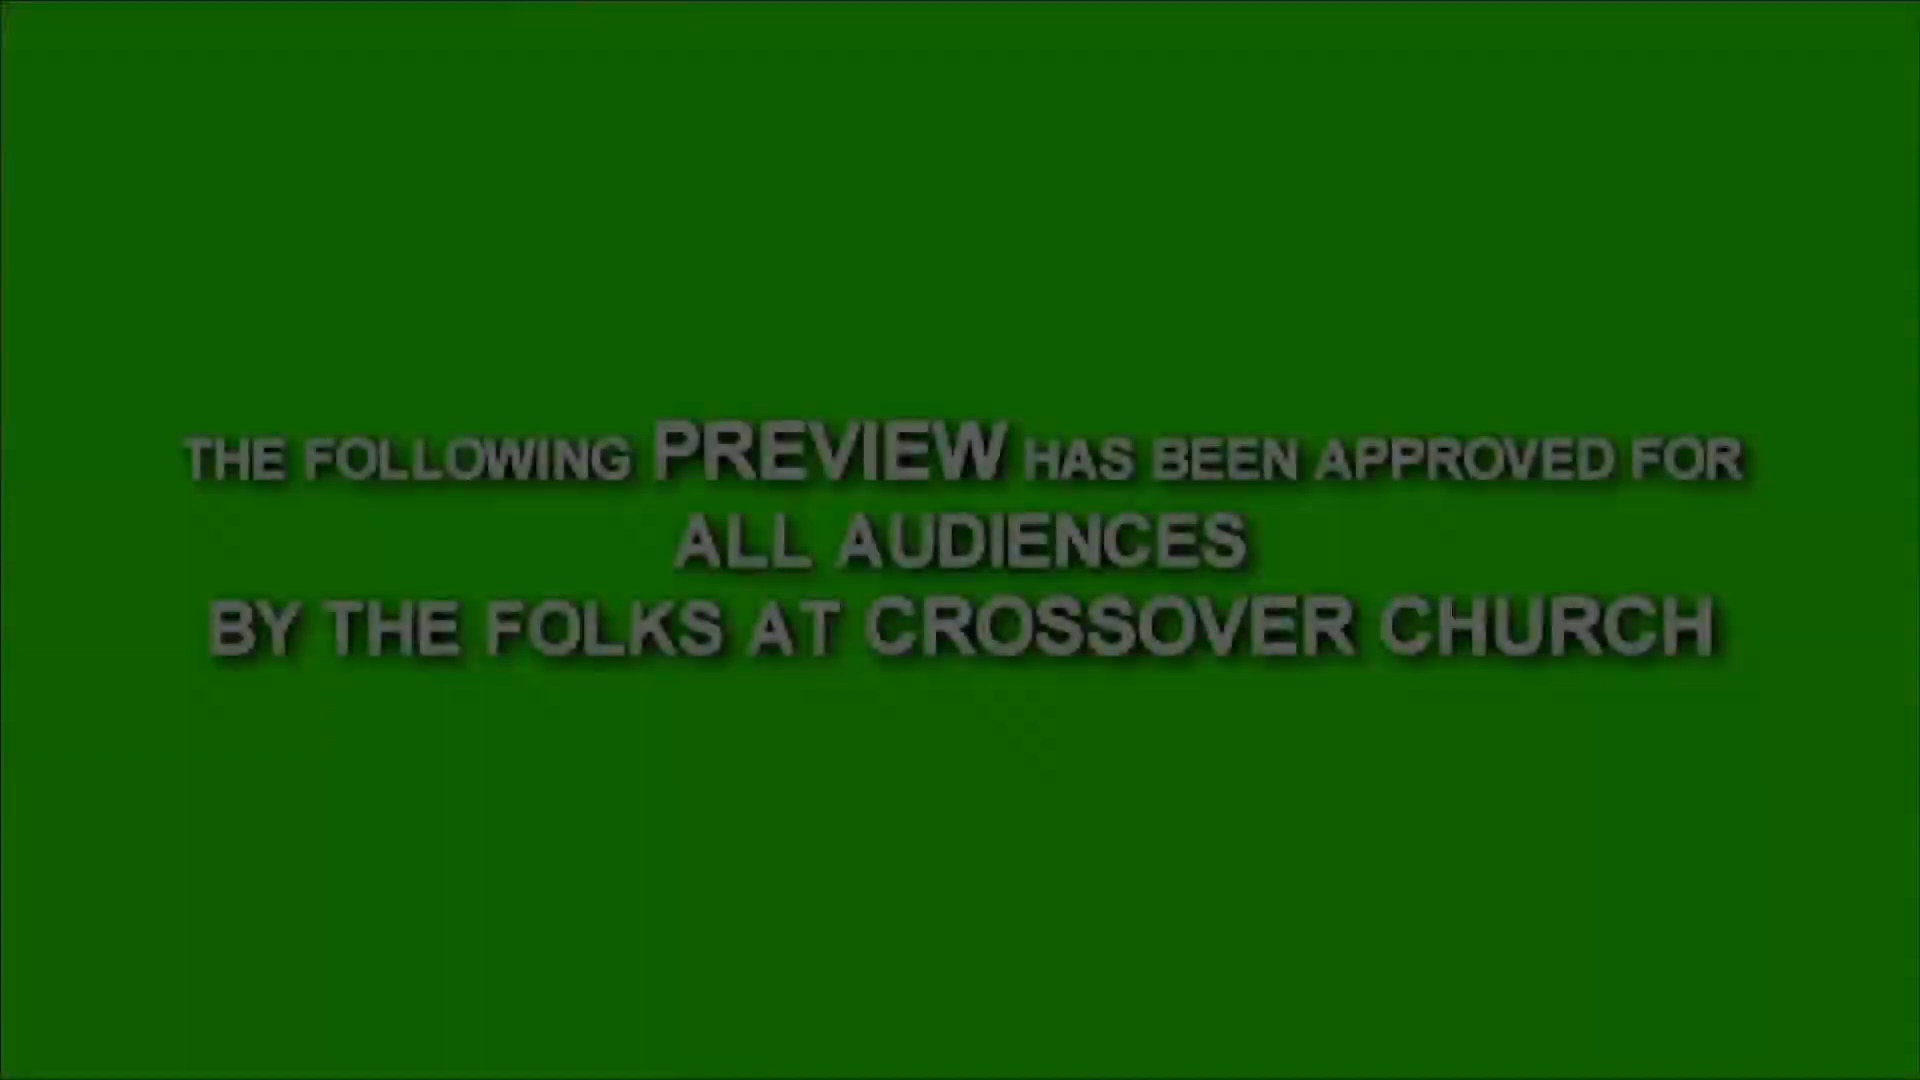 THE FOLLOWING PREVIEW HAS BEEN APPROVED FOR
ALL AUDIENCES
BY THE FOLKS AT CROSSOVER CHURCH